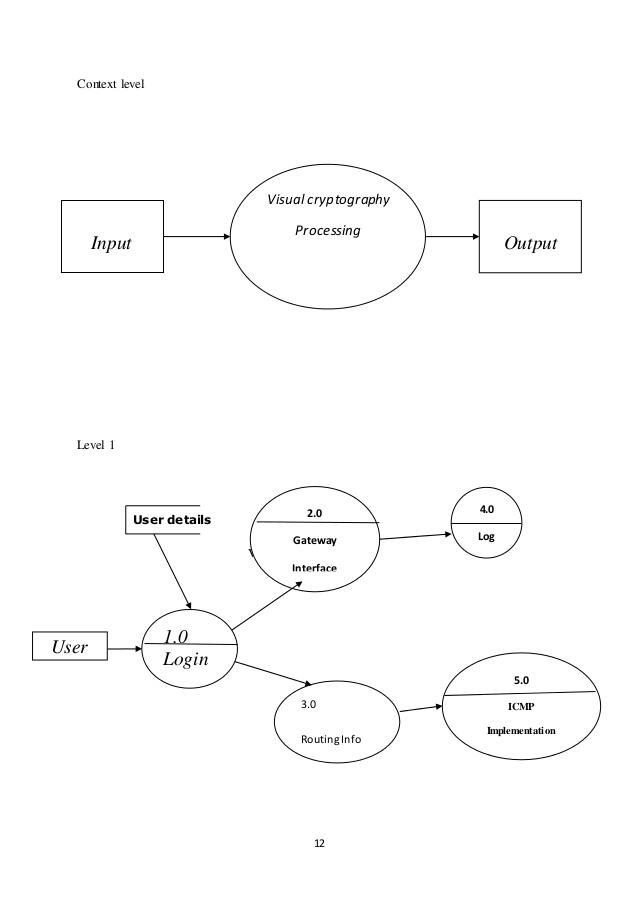 Context level
Visual cryptography
Processing
Input
Output
Level 1
2.0
Gateway
Interface
4.0
Log
User details
1.0
Login
User
3.0
Routing Info
5.0
ICMP
Implementation
12